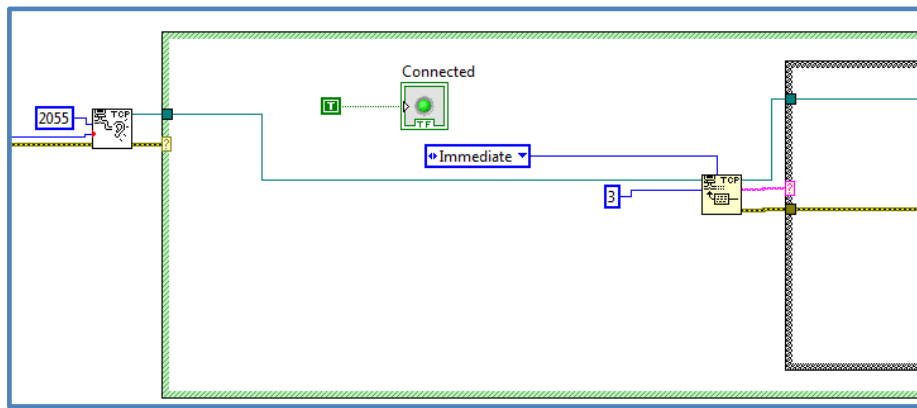 Connected
2055
TCP
T
TF
Immediate
3
TCP
?
?